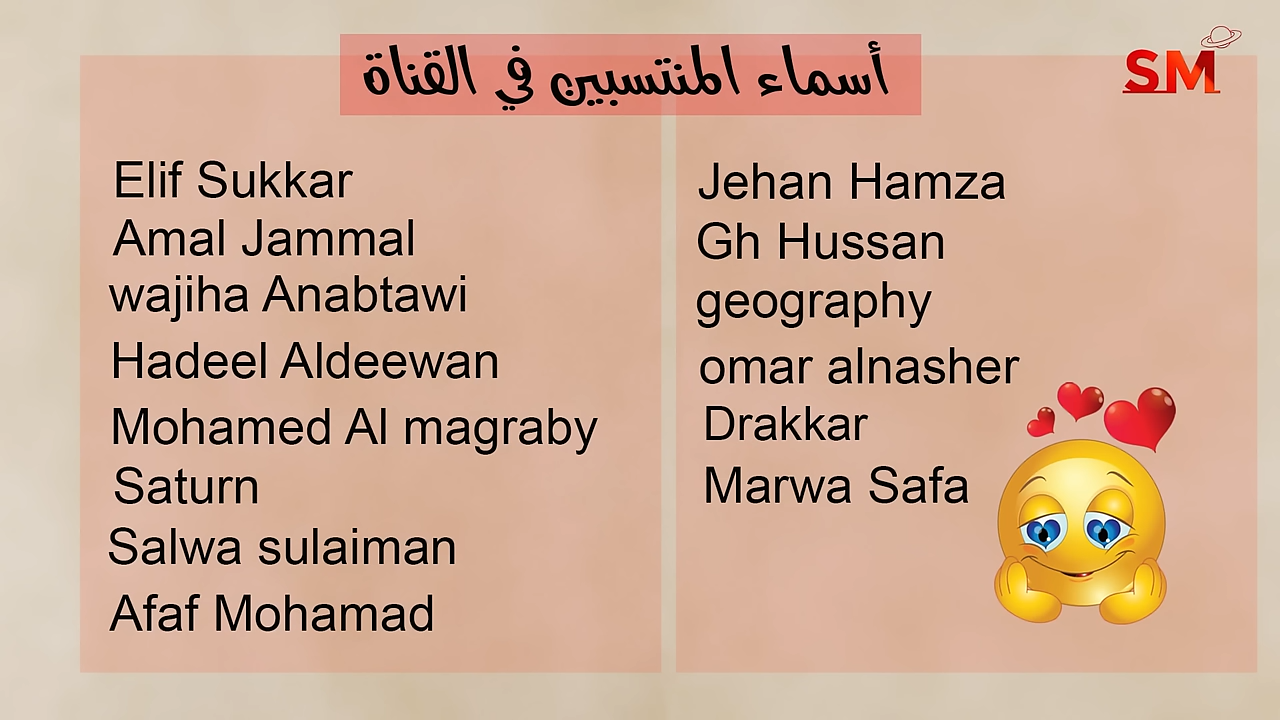 أسماء المنتسبين في القناة
SM
Elif Sukkar
Amal Jammal
wajiha Anabtawi
Hadeel Aldeewan
Mohamed Al magraby
Saturn
Salwa sulaiman
Afaf Mohamad
Jehan Hamza
Gh Hussan
geography
omar alnasher
Drakkar
Marwa Safa